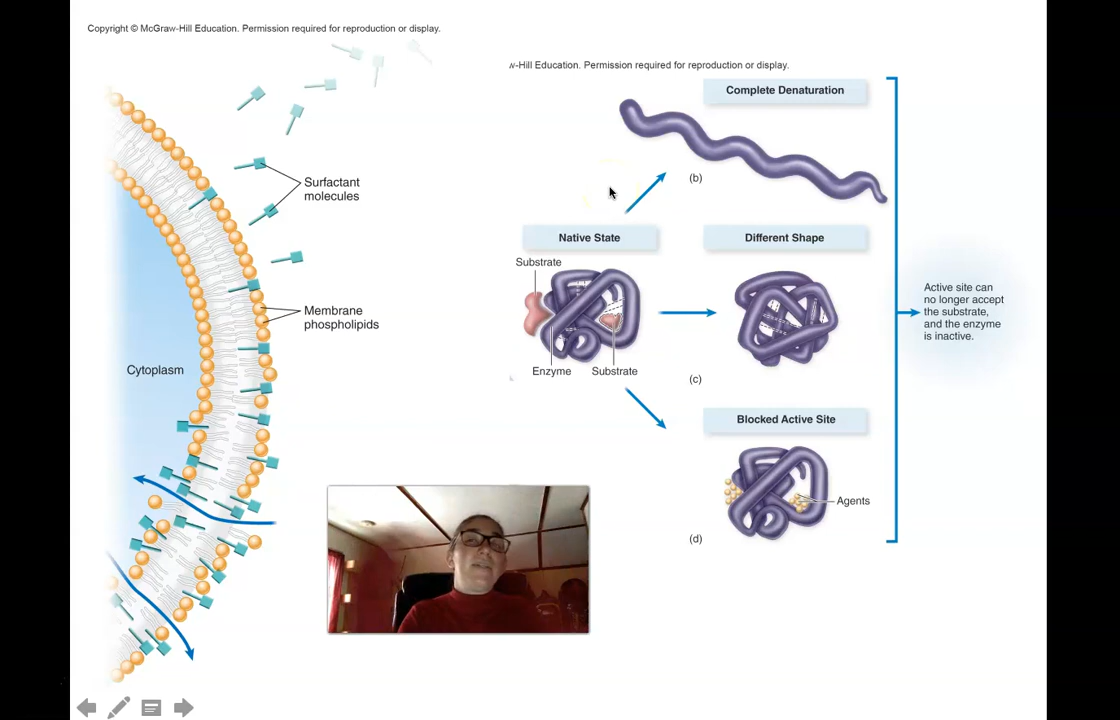 Copyright © McGraw-Hill Education. Permission required for reproduction or display.
w-Hill Education. Permission required for reproduction or display.
Surfactant
molecules
Membrane
phospholipids
Cytoplasm
Complete Denaturation
(b)
Native State
Substrate
Enzyme
Substrate
Different Shape
(c)
Blocked Active Site
Agents
(d)
Active site can
no longer accept
the substrate,
and the enzyme
is inactive.